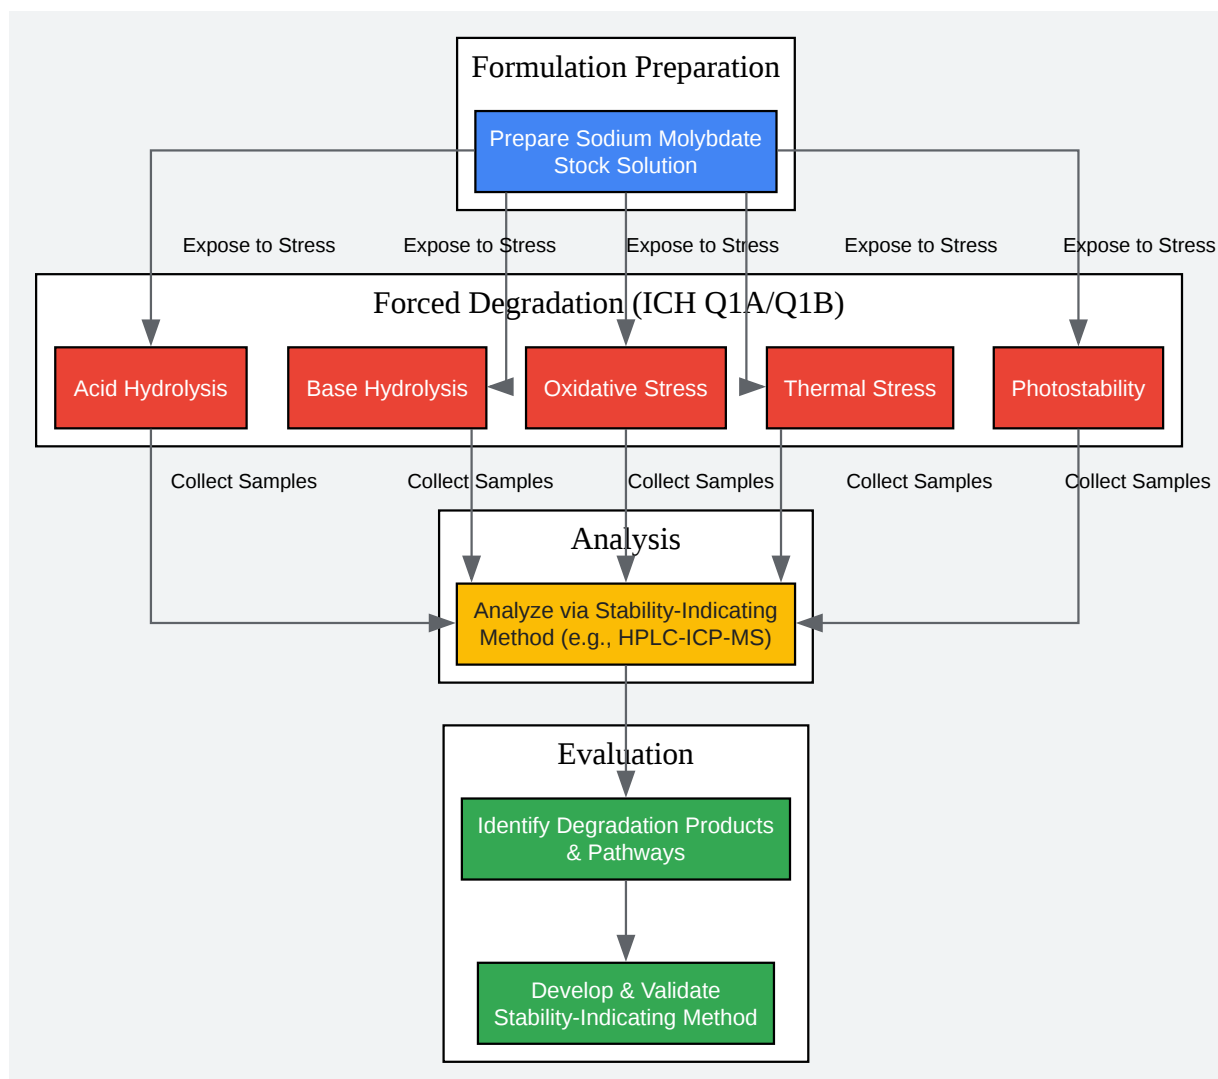 Formulation Preparation
Prepare Sodium Molybdate
Stock Solution
Expose to Stress
Expose to Stress
Expose to Stress
Expose to Stress
Expose to Stress
Forced Degradation (ICH Q1A/Q1B)
Acid Hydrolysis
Base Hydrolysis
Oxidative Stress
Thermal Stress
Photostability
Collect Samples
Collect Samples
Collect Samples
Collect Samples
Collect Samples
Analysis
Analyze via Stability-Indicating
Method (e.g., HPLC-ICP-MS)
Evaluation
Identify Degradation Products
& Pathways
Develop & Validate
Stability-Indicating Method